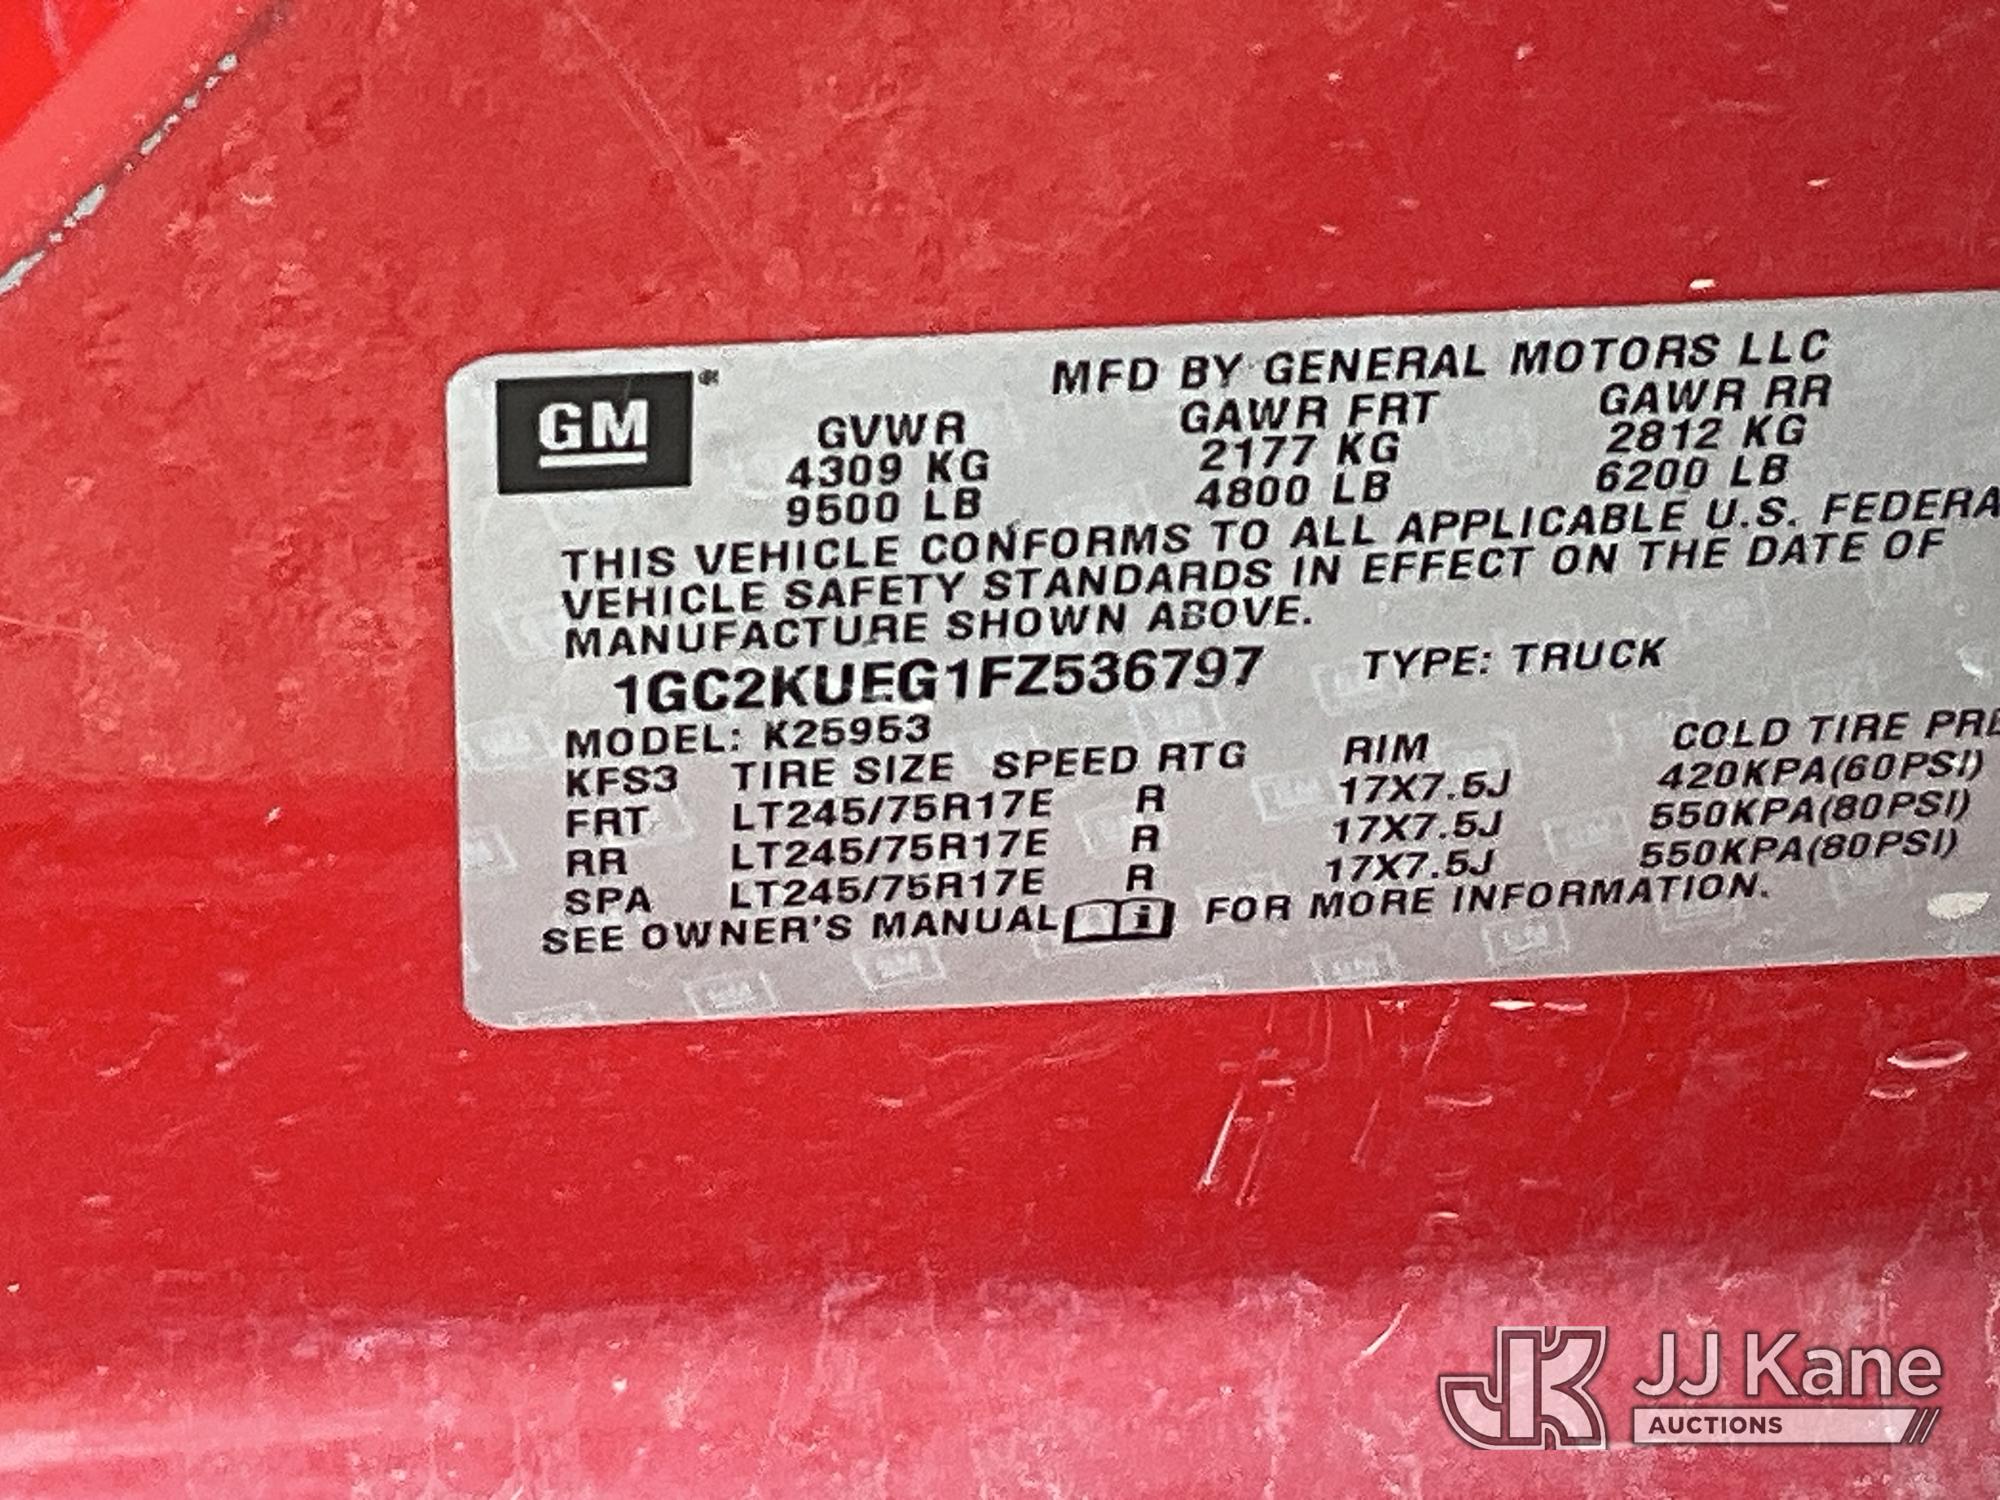 GM
MFD BY GENERAL MOTORS LLC
GVWR GAWR FRT GAWR RR
4309 KG 2177 KG 2812 KG
9500 LB 4800 LB 6200 LB
THIS VEHICLE CONFORMS TO ALL APPLICABLE U.S. FEDERA
VEHICLE SAFETY STANDARDS IN EFFECT ON THE DATE OF
MANUFACTURE SHOWN ABOVE.
1GC2KUEG1FZ536797 TYPE: TRUCK
MODEL: K25953
KFS3 TIRE SIZE SPEED RTG RIM COLD TIRE PRE
FRT LT245/75R17E R 17X7.5J 420KPA(60PSI)
RR LT245/75R17E R 17X7.5J 550KPA(80PSI)
SPA LT245/75R17E R 17X7.5J 550KPA(80PSI)
SEE OWNER'S MANUAL i FOR MORE INFORMATION.
JK JJ Kane
AUCTIONS